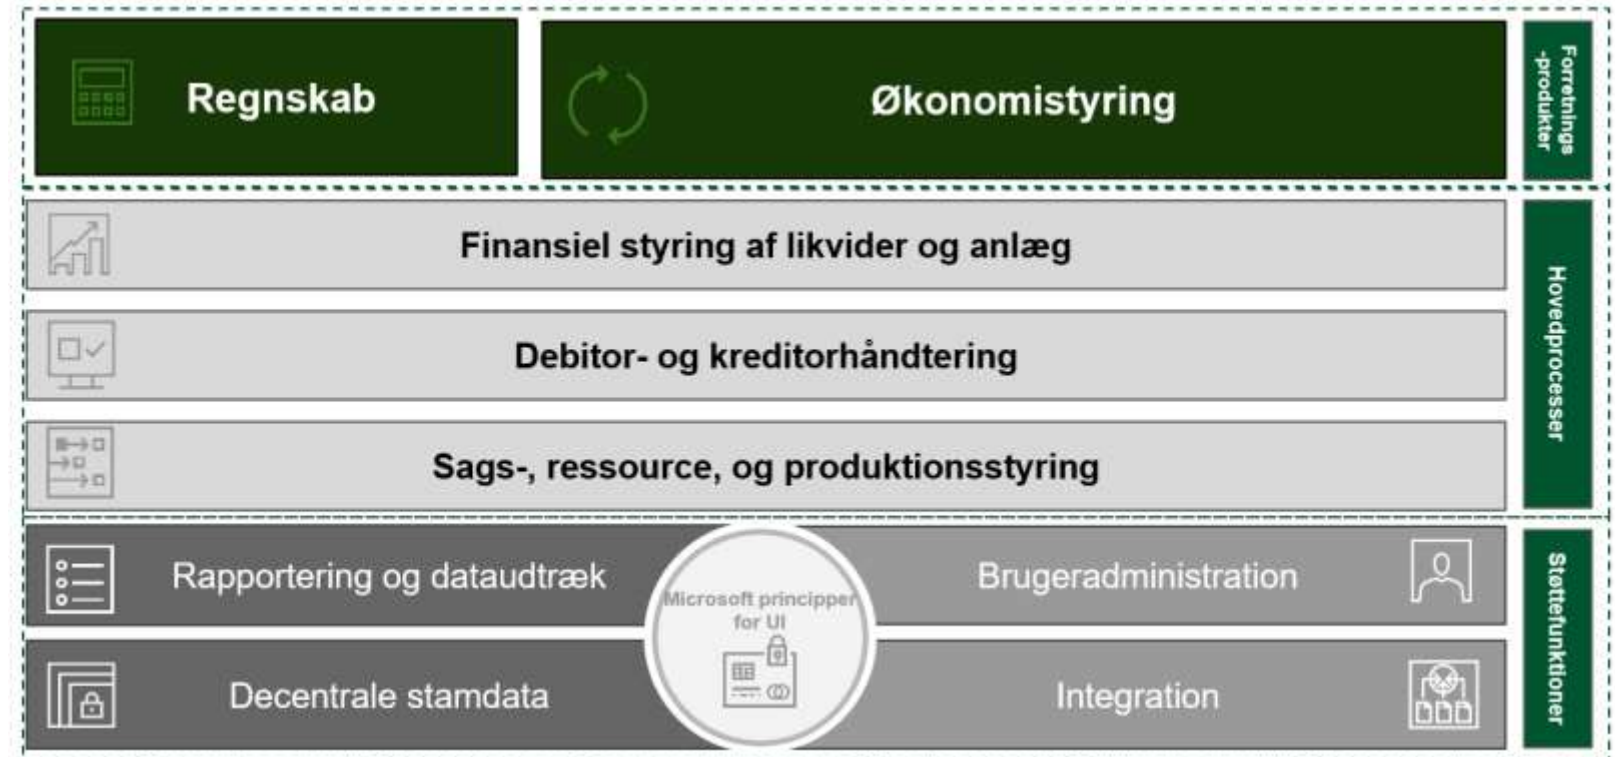 Regnskab
Økonomistyring
Forretnings
-produkter
Finansiel styring af likvider og anlæg
Debitor- og kreditorhåndtering
Sags-, ressource, og produktionsstyring
Hovedprocesser
Rapportering og dataudtræk
Microsoft principper
for UI
Brugeradministration
Decentrale stamdata
Integration
Støttefunktioner